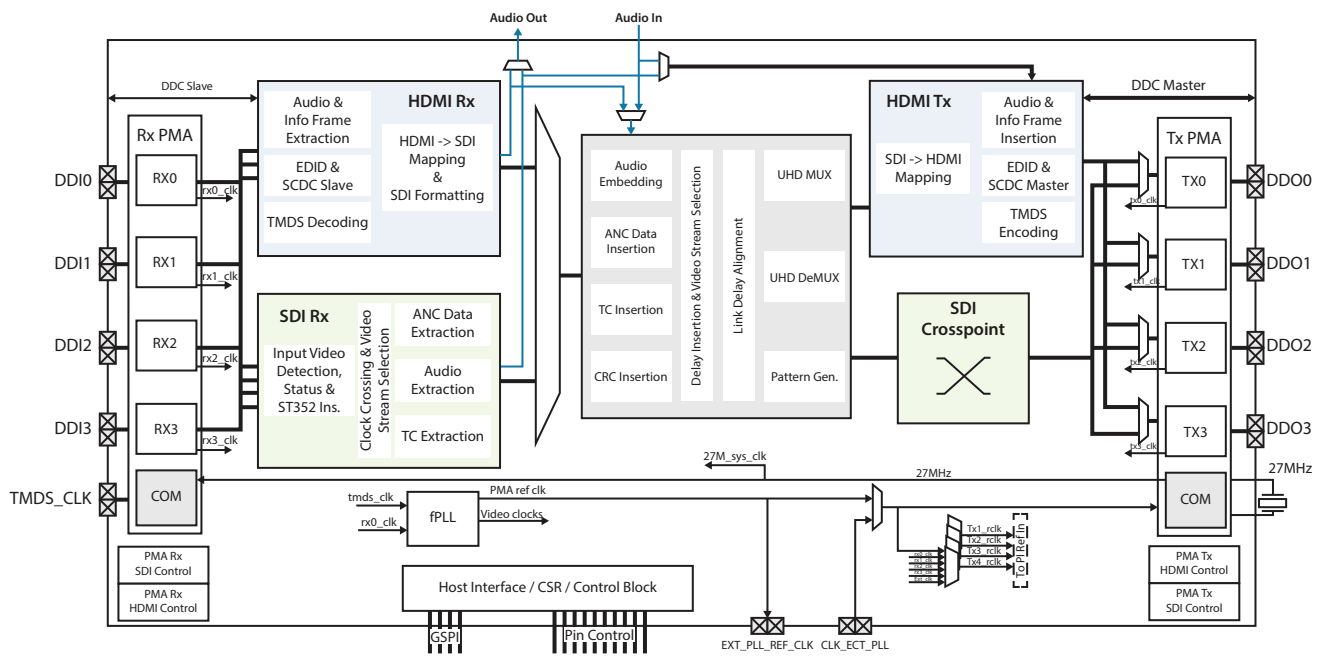 Audio Out
Audio In
DDC Slave
DDC Master
Rx PMA
RX0
rx0_clk
RX1
rx1_clk
RX2
rx2_clk
RX3
rx3_clk
COM
DDI0
DDI1
DDI2
DDI3
TMDS_CLK
HDMI Rx
Audio &
Info Frame
Extraction
EDID &
SCDC Slave
TMDS Decoding
HDMI -> SDI
Mapping
&
SDI Formatting
SDI Rx
Input Video
Detection,
Status &
ST352 Ins.
Clock Crossing & Video
Stream Selection
ANC Data
Extraction
Audio
Extraction
TC Extraction
Audio
Embedding
ANC Data
Insertion
TC Insertion
CRC Insertion
Delay Insertion & Video Stream Selection
Link Delay Alignment
UHD MUX
UHD DeMUX
Pattern Gen.
HDMI Tx
SDI -> HDMI
Mapping
Audio &
Info Frame
Insertion
EDID &
SCDC Master
TMDS
Encoding
SDI
Crosspoint
Tx PMA
TX0
tx0_clk
TX1
tx1_clk
TX2
tx2_clk
TX3
tx3_clk
COM
DDO0
DDO1
DDO2
DDO3
27MHz
27M_sys_clk
27MHz
tmds_clk
rx0_clk
fPLL
PMA ref clk
Video clocks
rx0_clk
rx1_clk
rx2_clk
rx3_clk
Ext_clk
Tx1_rclk
Tx2_rclk
Tx3_rclk
Tx4_rclk
To PI Ref In
PMA Rx
SDI Control
PMA Rx
HDMI Control
Host Interface / CSR / Control Block
GSPI
Pin Control
EXT_PLL_REF_CLK
CLK_ECT_PLL
PMA Tx
HDMI Control
PMA Tx
SDI Control